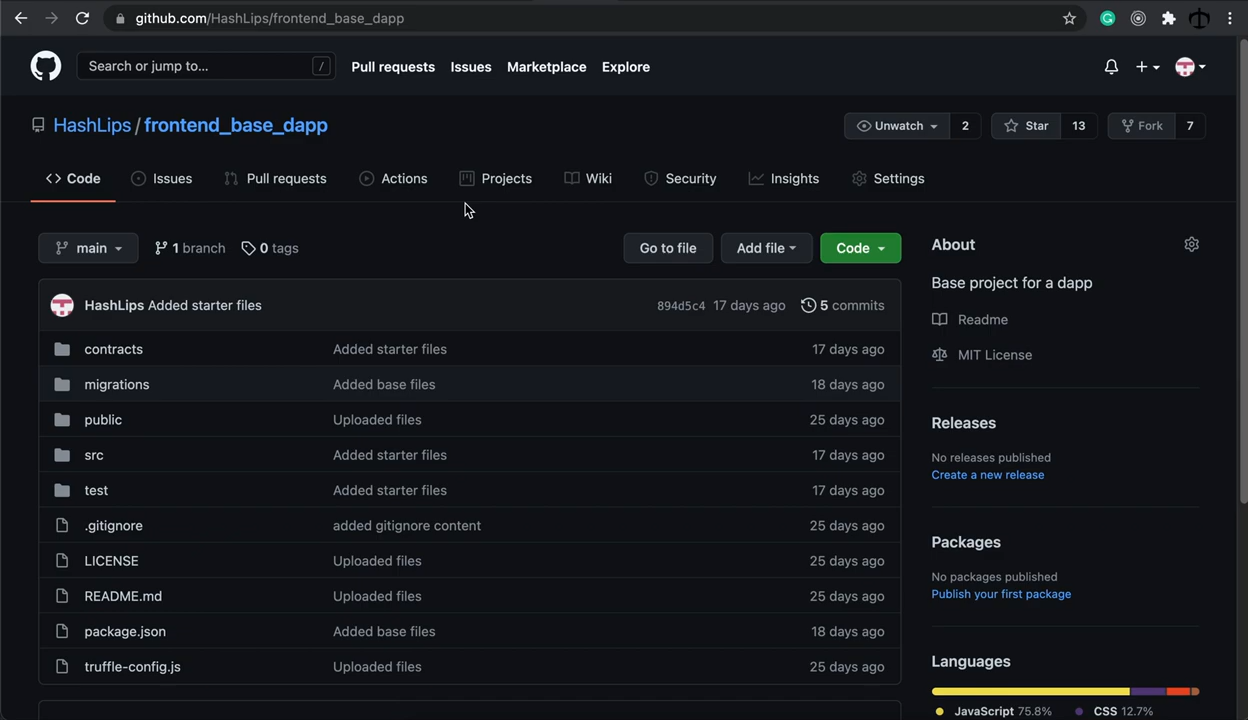 github.com/HashLips/frontend_base_dapp
Search or jump to... /
Pull requests Issues Marketplace Explore
HashLips / frontend_base_dapp
Unwatch 2 Star 13 Fork 7
Code Issues Pull requests Actions Projects Wiki Security Insights Settings
main 1 branch 0 tags Go to file Add file Code
HashLips Added starter files 894d5c4 17 days ago 5 commits
contracts Added starter files 17 days ago
migrations Added base files 18 days ago
public Uploaded files 25 days ago
src Added starter files 17 days ago
test Added starter files 17 days ago
.gitignore added gitignore content 25 days ago
LICENSE Uploaded files 25 days ago
README.md Uploaded files 25 days ago
package.json Added base files 18 days ago
truffle-config.js Uploaded files 25 days ago
About
Base project for a dapp
Readme
MIT License
Releases
No releases published
Create a new release
Packages
No packages published
Publish your first package
Languages
JavaScript 75.8% CSS 12.7%